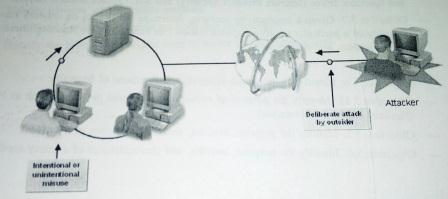 Attacker
Deliberate attack
by outsider
Intentional or
unintentional
misuse